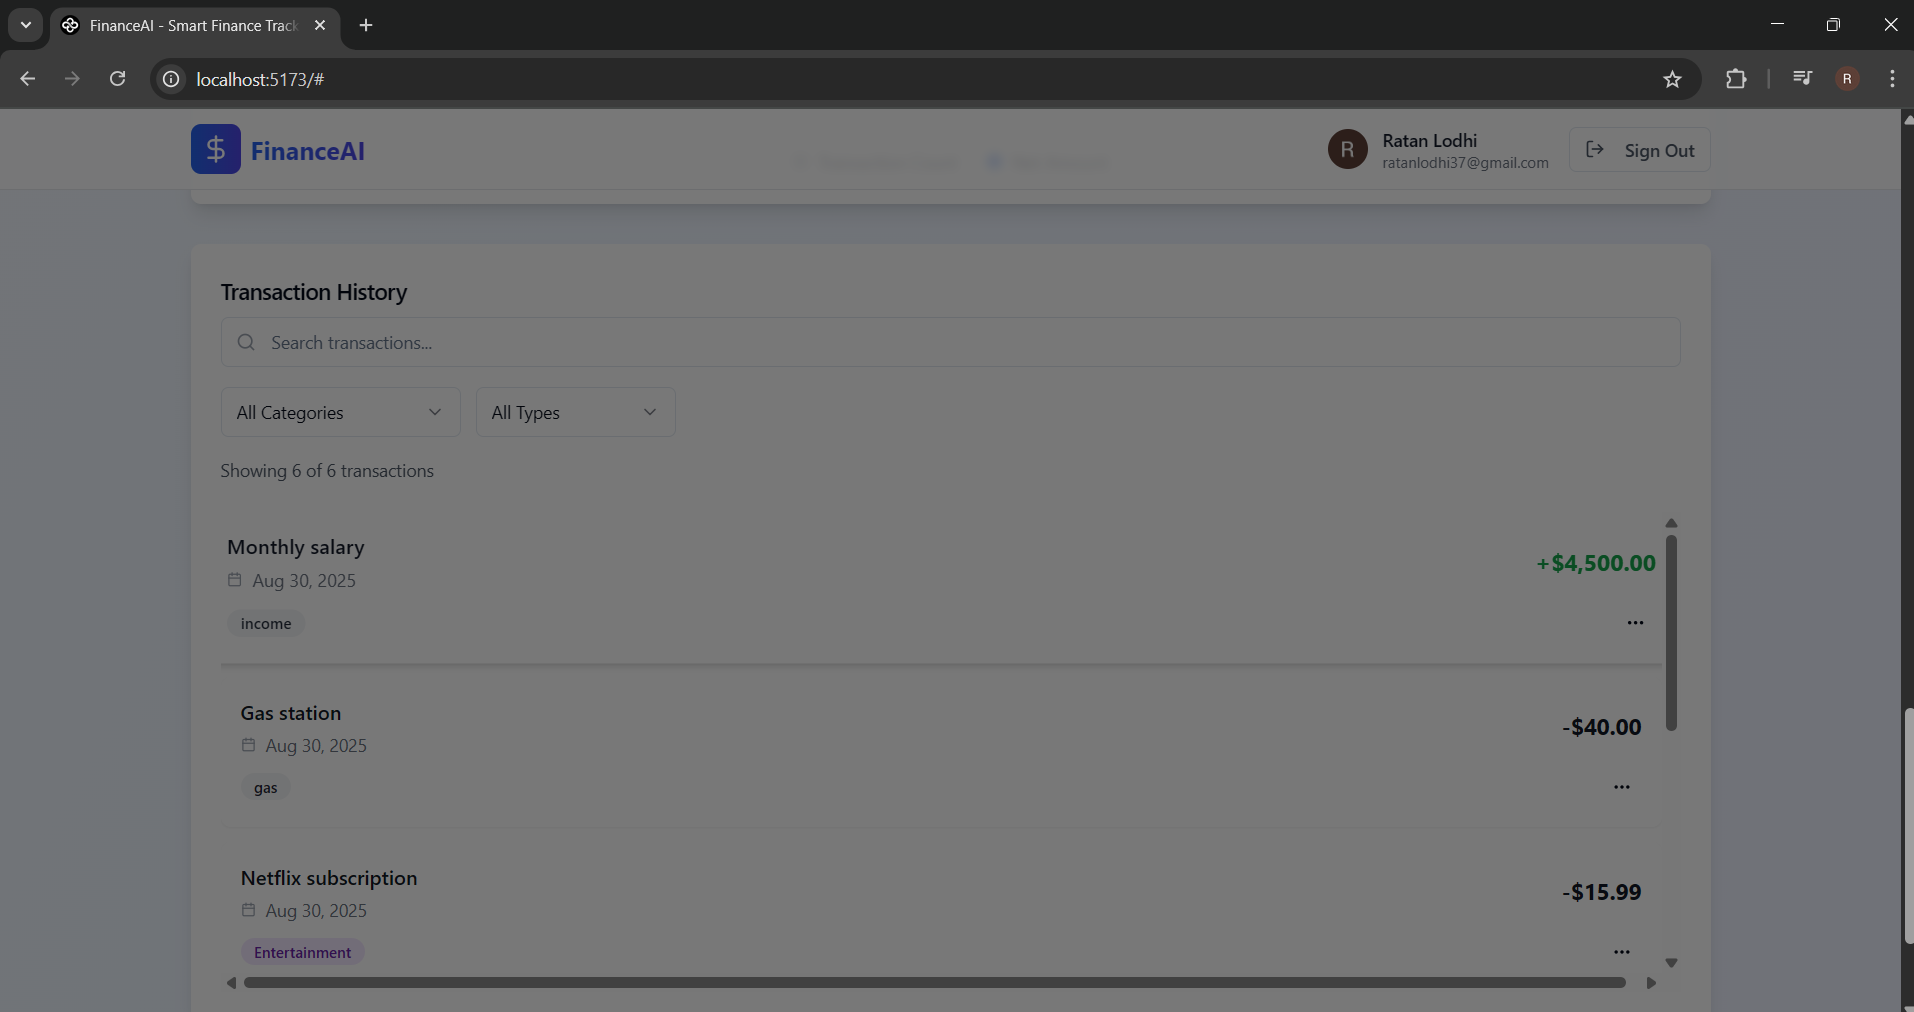 FinanceAI - Smart Finance Track
localhost:5173/#
R
$ FinanceAI
R
Ratan Lodhi
ratanlodhi37@gmail.com
Sign Out
Transaction History
Search transactions...
All Categories
All Types
Showing 6 of 6 transactions
Monthly salary
+$4,500.00
Aug 30, 2025
income
Gas station
-$40.00
Aug 30, 2025
gas
Netflix subscription
-$15.99
Aug 30, 2025
Entertainment